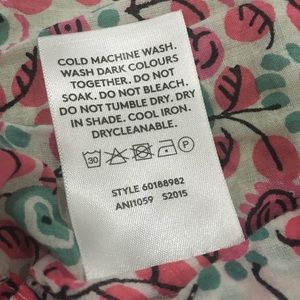 COLD MACHINE WASH.
WASH DARK COLOURS
TOGETHER. DO NOT
SOAK. DO NOT BLEACH.
DO NOT TUMBLE DRY. DRY
IN SHADE. COOL IRON.
DRYCLEANABLE.
30
STYLE 60188982
ANI1059 S2015